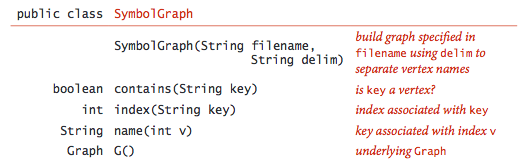 public class SymbolGraph
SymbolGraph(String filename, build graph specified in
String delim) filename using delim to
separate vertex names
boolean contains(String key) is key a vertex?
int index(String key) index associated with key
String name(int v) key associated with index v
Graph G() underlying Graph